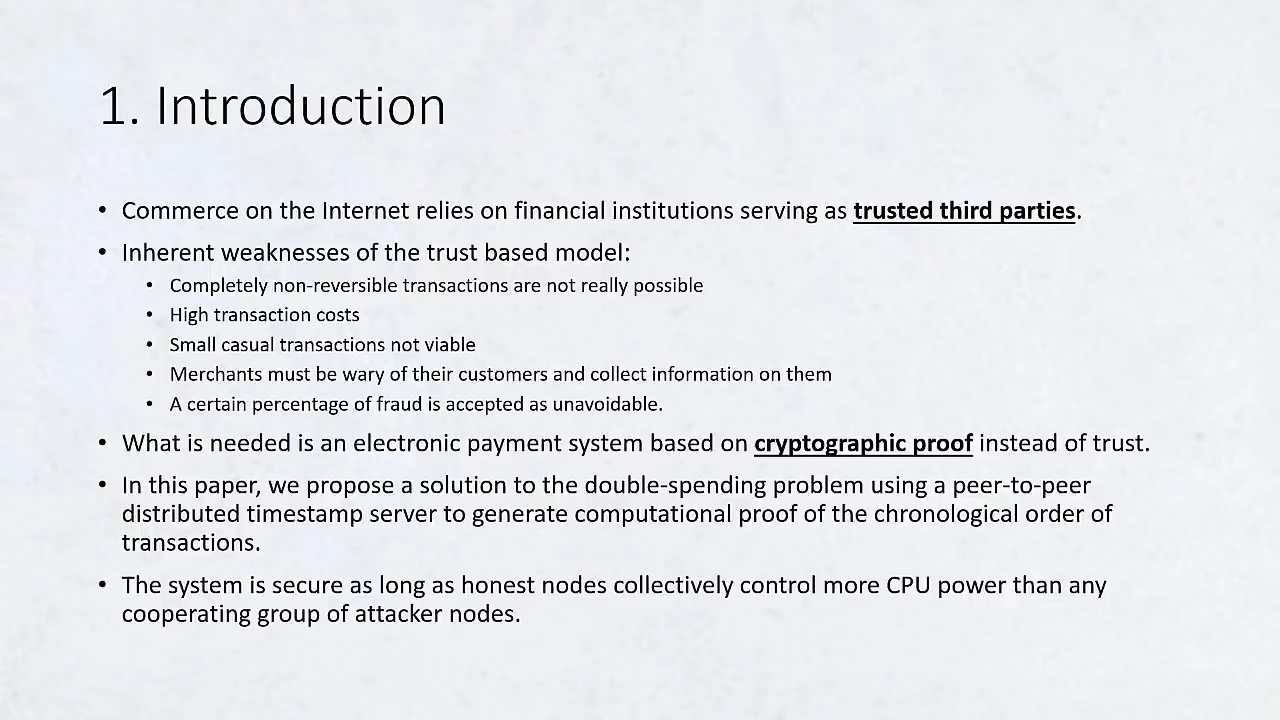 1. Introduction
• Commerce on the Internet relies on financial institutions serving as trusted third parties.
• Inherent weaknesses of the trust based model:
• Completely non-reversible transactions are not really possible
• High transaction costs
• Small casual transactions not viable
• Merchants must be wary of their customers and collect information on them
• A certain percentage of fraud is accepted as unavoidable.
• What is needed is an electronic payment system based on cryptographic proof instead of trust.
• In this paper, we propose a solution to the double-spending problem using a peer-to-peer
distributed timestamp server to generate computational proof of the chronological order of
transactions.
• The system is secure as long as honest nodes collectively control more CPU power than any
cooperating group of attacker nodes.